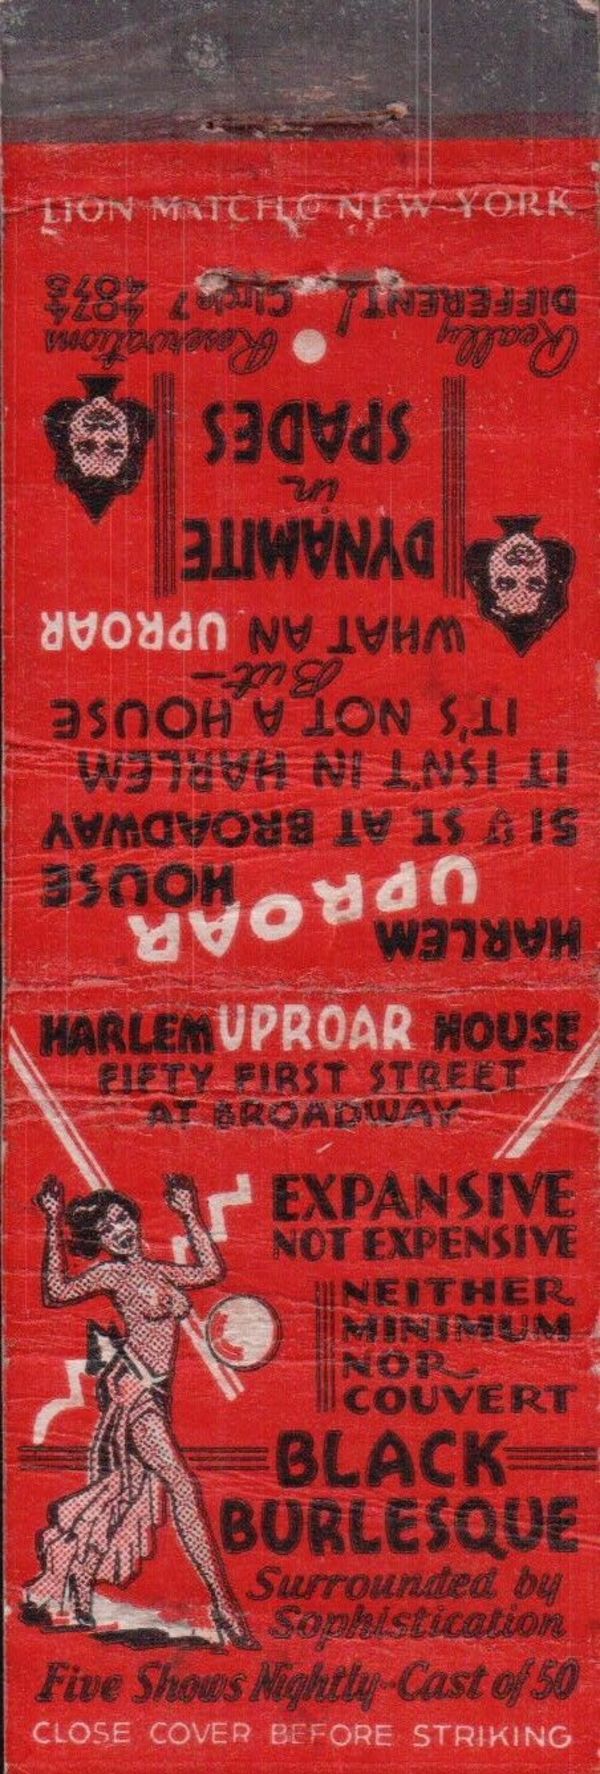 LION MATCH CO NEW YORK
HARLEM
UPROAR
HOUSE
51st ST. AT BROADWAY
IT ISN'T IN HARLEM
IT'S NOT A HOUSE
But—
WHAT AN UPROAR
DYNAMITE
in
SPADES
Really DIFFERENT!
Reservations Circle 7 4874 2873
HARLEM UPROAR HOUSE
FIFTY FIRST STREET
AT BROADWAY
EXPANSIVE
NOT EXPENSIVE
NEITHER
MINIMUM
NOR
COUVERT
BLACK
BURLESQUE
Surrounded by
Sophistication
Five Shows Nightly-Cast of 50
CLOSE COVER BEFORE STRIKING